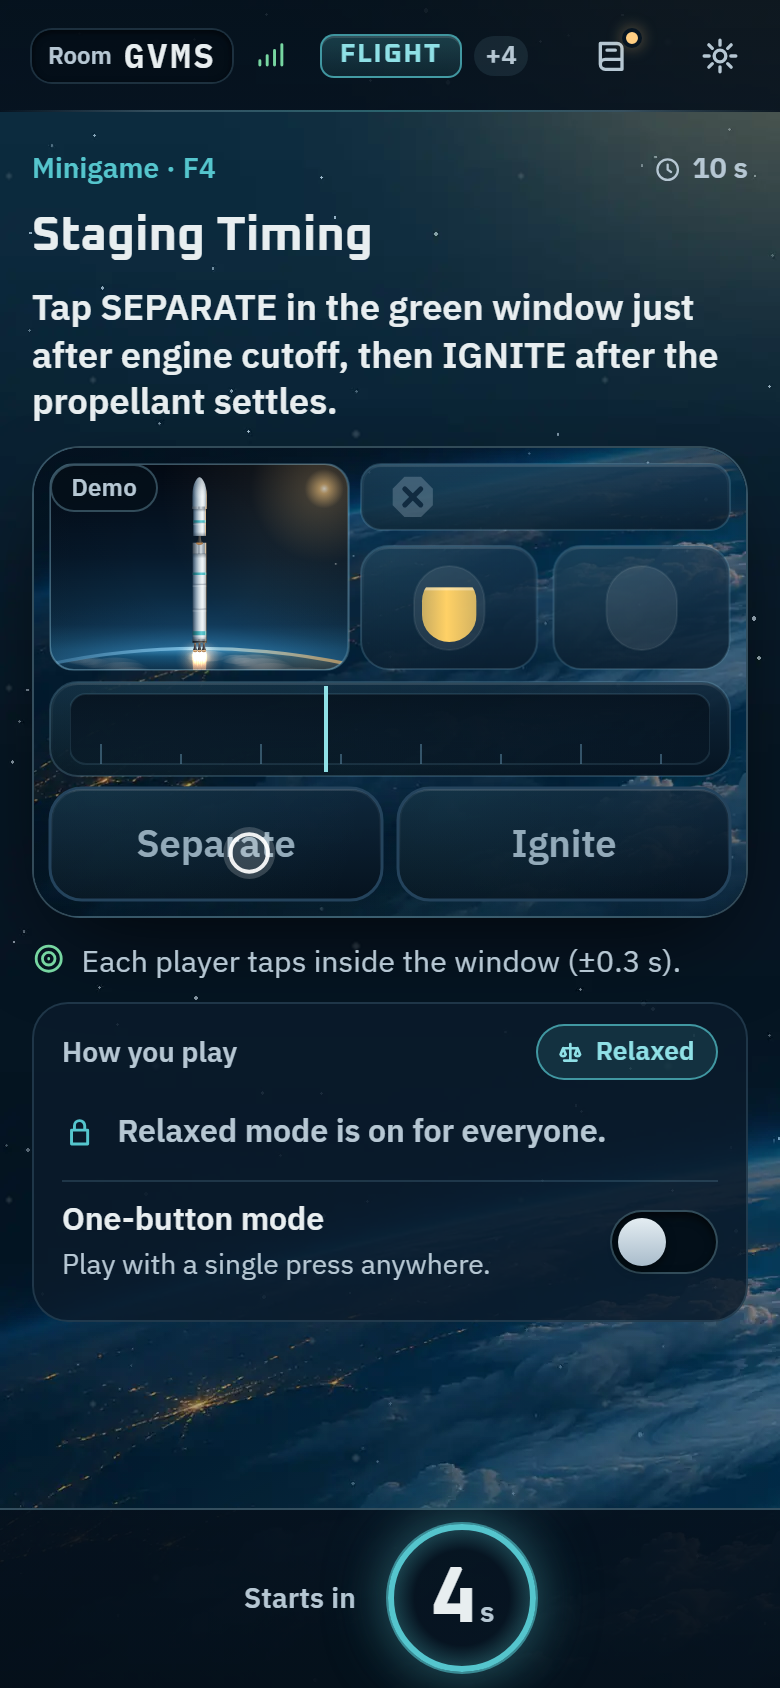 Room GVMS FLIGHT +4
Minigame · F4
10 s
Staging Timing
Tap SEPARATE in the green window just
after engine cutoff, then IGNITE after the
propellant settles.
Demo
Separate
Ignite
Each player taps inside the window (±0.3 s).
How you play
Relaxed
Relaxed mode is on for everyone.
One-button mode
Play with a single press anywhere.
Starts in
4 s